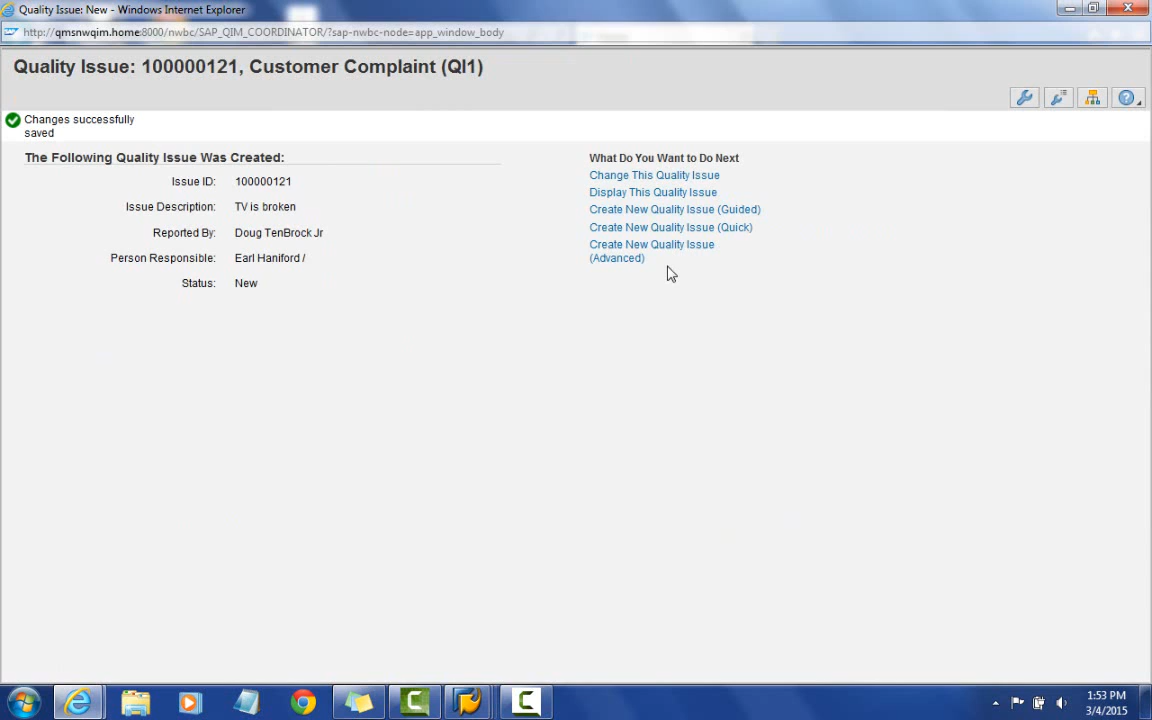 Quality Issue: New - Windows Internet Explorer
http://qmsnwqim.home:8000/nwbc/SAP_QIM_COORDINATOR/?sap-nwbc-node=app_window_body
Quality Issue: 100000121, Customer Complaint (QI1)
Changes successfully
saved
The Following Quality Issue Was Created:
Issue ID: 100000121
Issue Description: TV is broken
Reported By: Doug TenBrock Jr
Person Responsible: Earl Haniford /
Status: New
What Do You Want to Do Next
Change This Quality Issue
Display This Quality Issue
Create New Quality Issue (Guided)
Create New Quality Issue (Quick)
Create New Quality Issue
(Advanced)
1:53 PM
3/4/2015